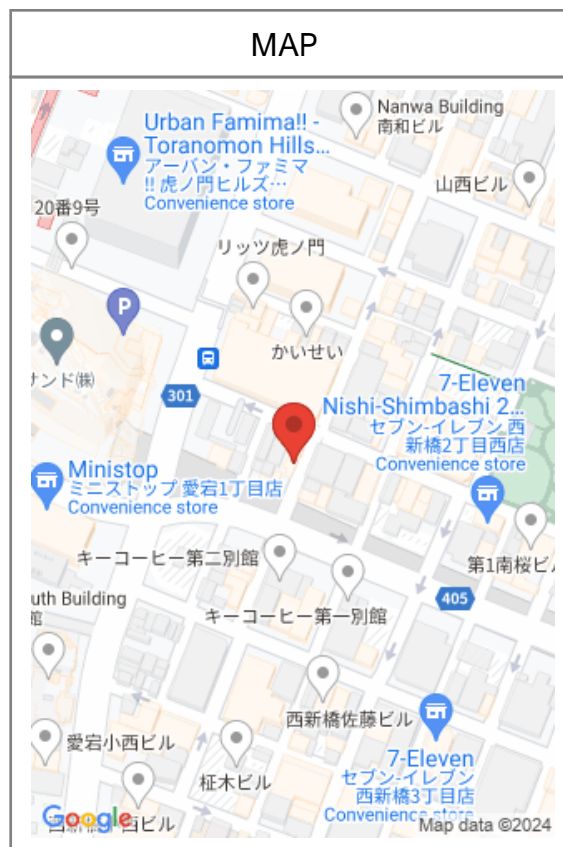 MAP
Nanwa Building
南和ビル
Urban Famima!! -
Toranomon Hills...
アーバン・ファミマ
!! 虎ノ門ヒルズ…
Convenience store
山西ビル
20番9号
リッツ虎ノ門
P
かいせい
サンド(株)
301
7-Eleven
Nishi-Shimbashi 2...
セブン-イレブン 西
新橋2丁目西店
Convenience store
Ministop
ミニストップ 愛宕1丁目店
Convenience store
キーコーヒー第二別館
第1南桜ビ
405
uth Building
館
キーコーヒー第一別館
西新橋佐藤ビル
愛宕小西ビル
7-Eleven
セブン-イレブン
西新橋3丁目店
Convenience store
柾木ビル
Google
西ビル
Map data ©2024